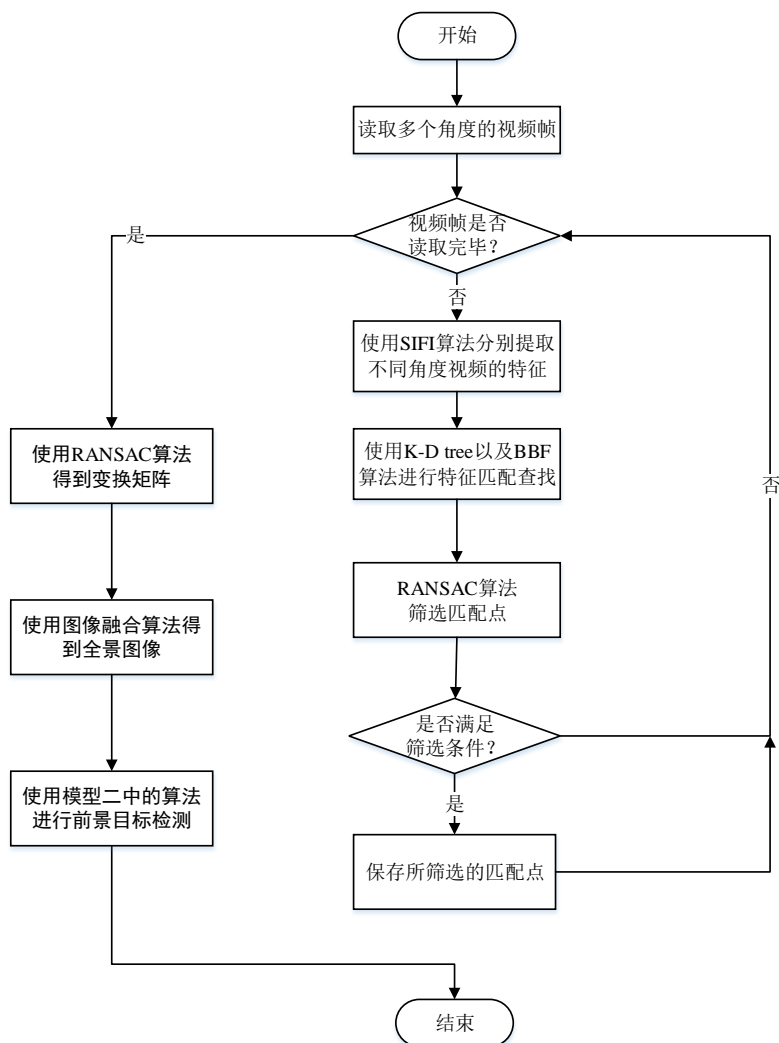 开始
读取多个角度的视频帧
视频帧是否
读取完毕？
是
否
使用SIFI算法分别提取
不同角度视频的特征
使用RANSAC算法
得到变换矩阵
使用K-D tree以及BBF
算法进行特征匹配查找
否
RANSAC算法
筛选匹配点
使用图像融合算法得
到全景图像
是否满足
筛选条件？
使用模型二中的算法
进行前景目标检测
是
保存所筛选的匹配点
结束